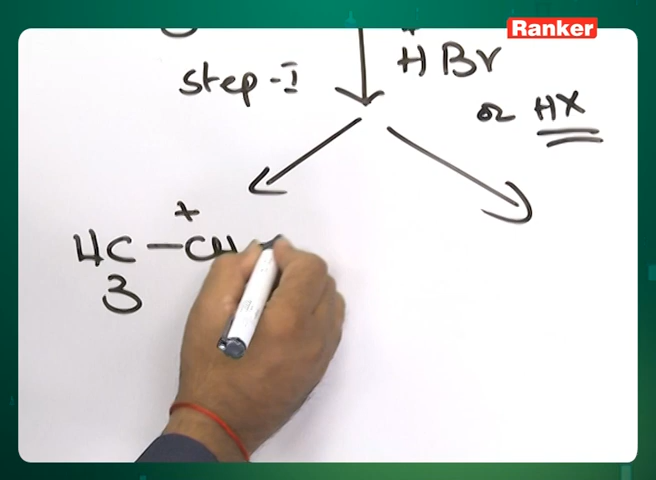 Ranker
HBr
Step-I
or HX
+
H₃C — CH